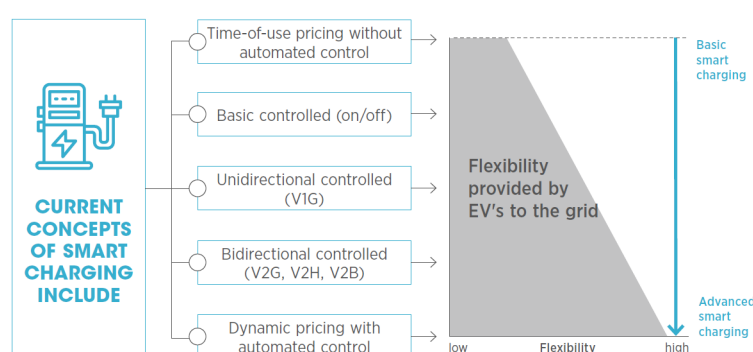 Time-of-use pricing without
automated control
Basic controlled (on/off)
Unidirectional controlled
(V1G)
Bidirectional controlled
(V2G, V2H, V2B)
Dynamic pricing with
automated control
CURRENT
CONCEPTS
OF SMART
CHARGING
INCLUDE
Flexibility
provided by
EV's to the grid
Basic
smart
charging
Advanced
smart
charging
low
Flexibility
high